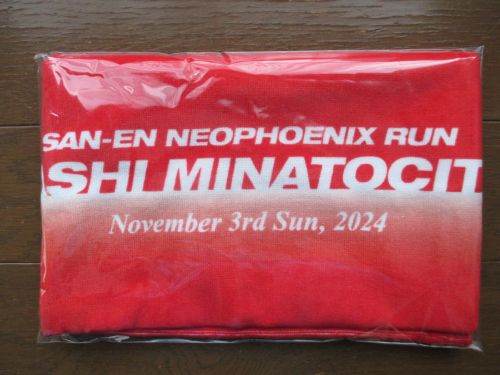 SAN-EN NEOPHOENIX RUN
SHI MINATOCIT
November 3rd Sun, 2024